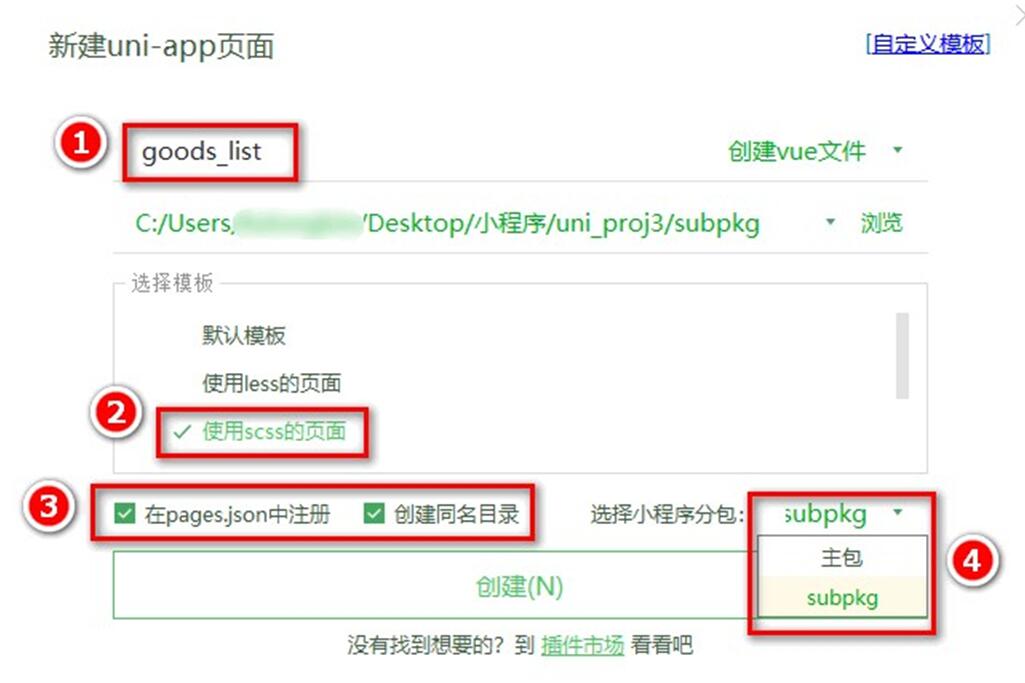 新建uni-app页面 [自定义模板]
1 goods_list 创建vue文件
C:/Users/ /Desktop/小程序/uni_proj3/subpkg 浏览
选择模板
默认模板
使用less的页面
2 使用scss的页面
3 在pages.json中注册 创建同名目录 选择小程序分包: subpkg
主包 4
subpkg
创建(N)
没有找到想要的？到 插件市场 看看吧